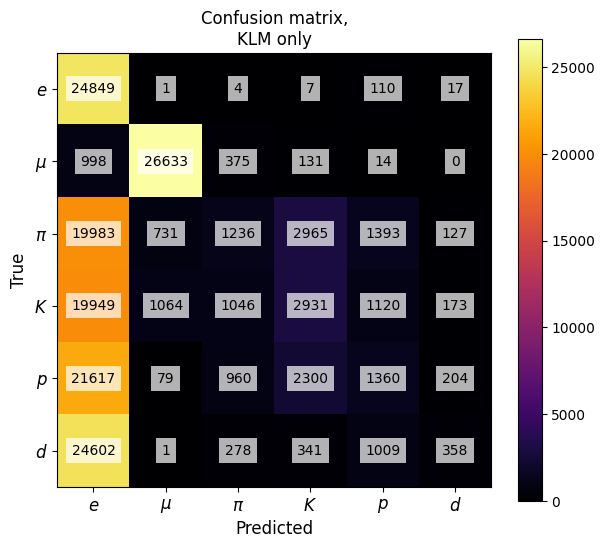 Confusion matrix,
KLM only
e 24849 1 4 7 110 17
μ 998 26633 375 131 14 0
π 19983 731 1236 2965 1393 127
K 19949 1064 1046 2931 1120 173
p 21617 79 960 2300 1360 204
d 24602 1 278 341 1009 358
e μ π K p d
True
Predicted
25000
20000
15000
10000
5000
0